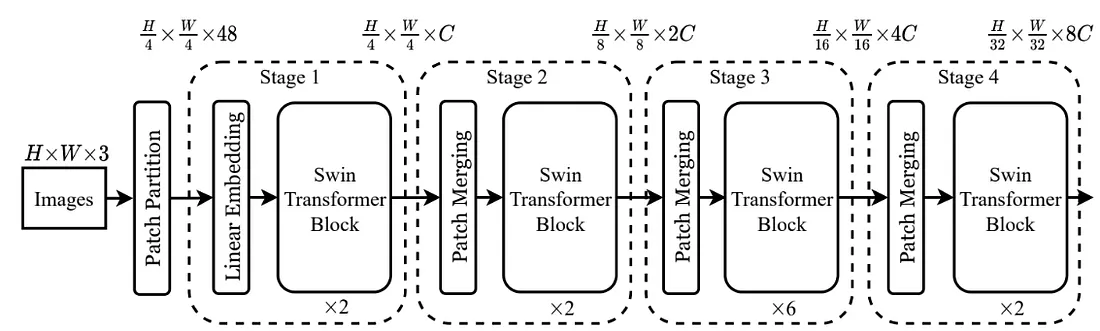 H/4 × W/4 × 48
H/4 × W/4 × C
H/8 × W/8 × 2C
H/16 × W/16 × 4C
H/32 × W/32 × 8C
Stage 1
Stage 2
Stage 3
Stage 4
H×W×3
Images
Patch Partition
Linear Embedding
Swin
Transformer
Block
×2
Patch Merging
Swin
Transformer
Block
×2
Patch Merging
Swin
Transformer
Block
×6
Patch Merging
Swin
Transformer
Block
×2